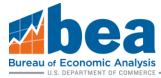 bea
Bureau of Economic Analysis
U.S. DEPARTMENT OF COMMERCE